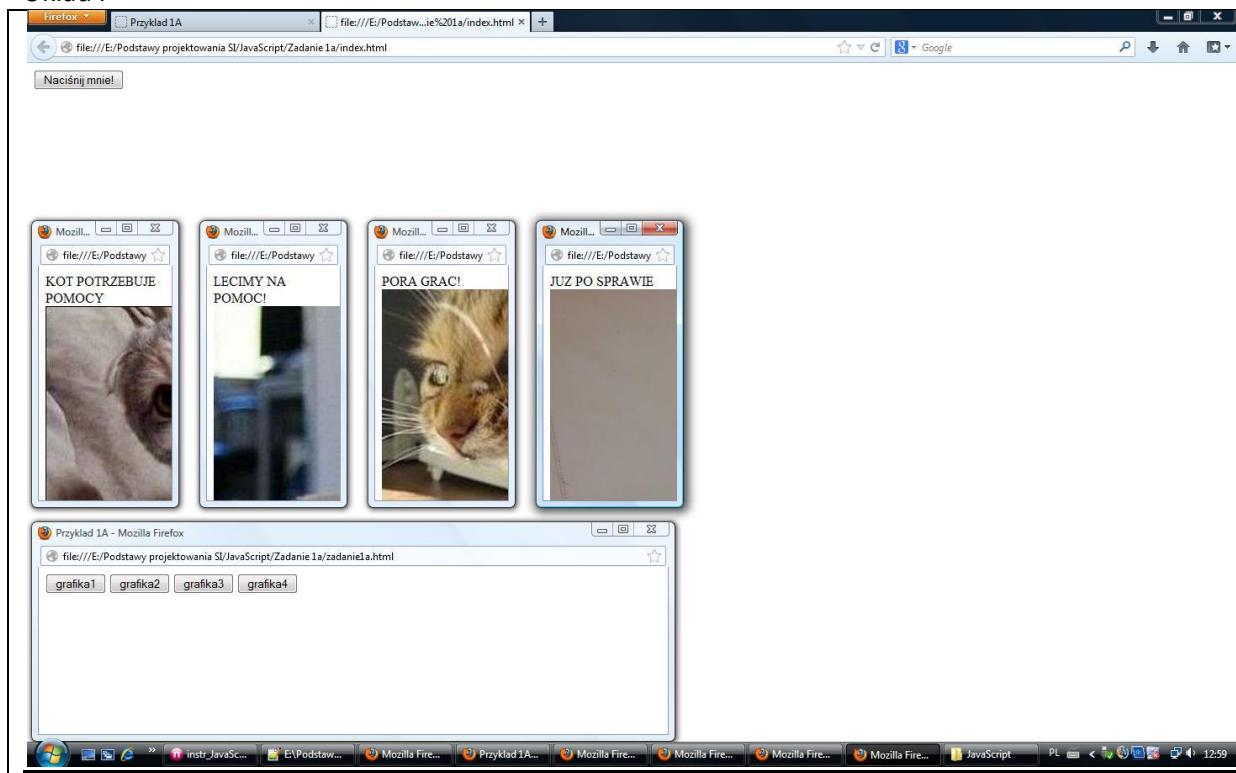 Firefox
Przyklad 1A
file:///E:/Podstaw...ie%201a/index.html
file:///E:/Podstawy projektowania SI/JavaScript/Zadanie 1a/index.html
Google
Naciśnij mnie!
Mozill...
Mozill...
Mozill...
Mozill...
file:///E:/Podstawy
file:///E:/Podstawy
file:///E:/Podstawy
file:///E:/Podstawy
KOT POTRZEBUJE
POMOCY
LECIMY NA
POMOC!
PORA GRAC!
JUZ PO SPRAWIE
Przyklad 1A - Mozilla Firefox
file:///E:/Podstawy projektowania SI/JavaScript/Zadanie 1a/zadanie1a.html
grafika1 grafika2 grafika3 grafika4
instr_JavaSc... E:\Podstaw... Mozilla Fire... Przyklad 1A... Mozilla Fire... Mozilla Fire... Mozilla Fire... Mozilla Fire... JavaScript PL 12:59